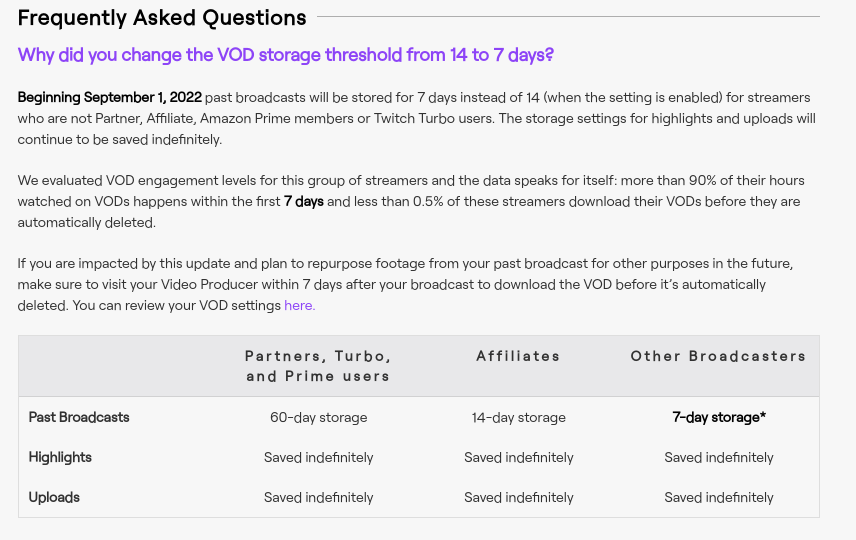 Frequently Asked Questions
Why did you change the VOD storage threshold from 14 to 7 days?
Beginning September 1, 2022 past broadcasts will be stored for 7 days instead of 14 (when the setting is enabled) for streamers
who are not Partner, Affiliate, Amazon Prime members or Twitch Turbo users. The storage settings for highlights and uploads will
continue to be saved indefinitely.
We evaluated VOD engagement levels for this group of streamers and the data speaks for itself: more than 90% of their hours
watched on VODs happens within the first 7 days and less than 0.5% of these streamers download their VODs before they are
automatically deleted.
If you are impacted by this update and plan to repurpose footage from your past broadcast for other purposes in the future,
make sure to visit your Video Producer within 7 days after your broadcast to download the VOD before it’s automatically
deleted. You can review your VOD settings here.
Partners, Turbo, and Prime users Affiliates Other Broadcasters
Past Broadcasts 60-day storage 14-day storage 7-day storage*
Highlights Saved indefinitely Saved indefinitely Saved indefinitely
Uploads Saved indefinitely Saved indefinitely Saved indefinitely